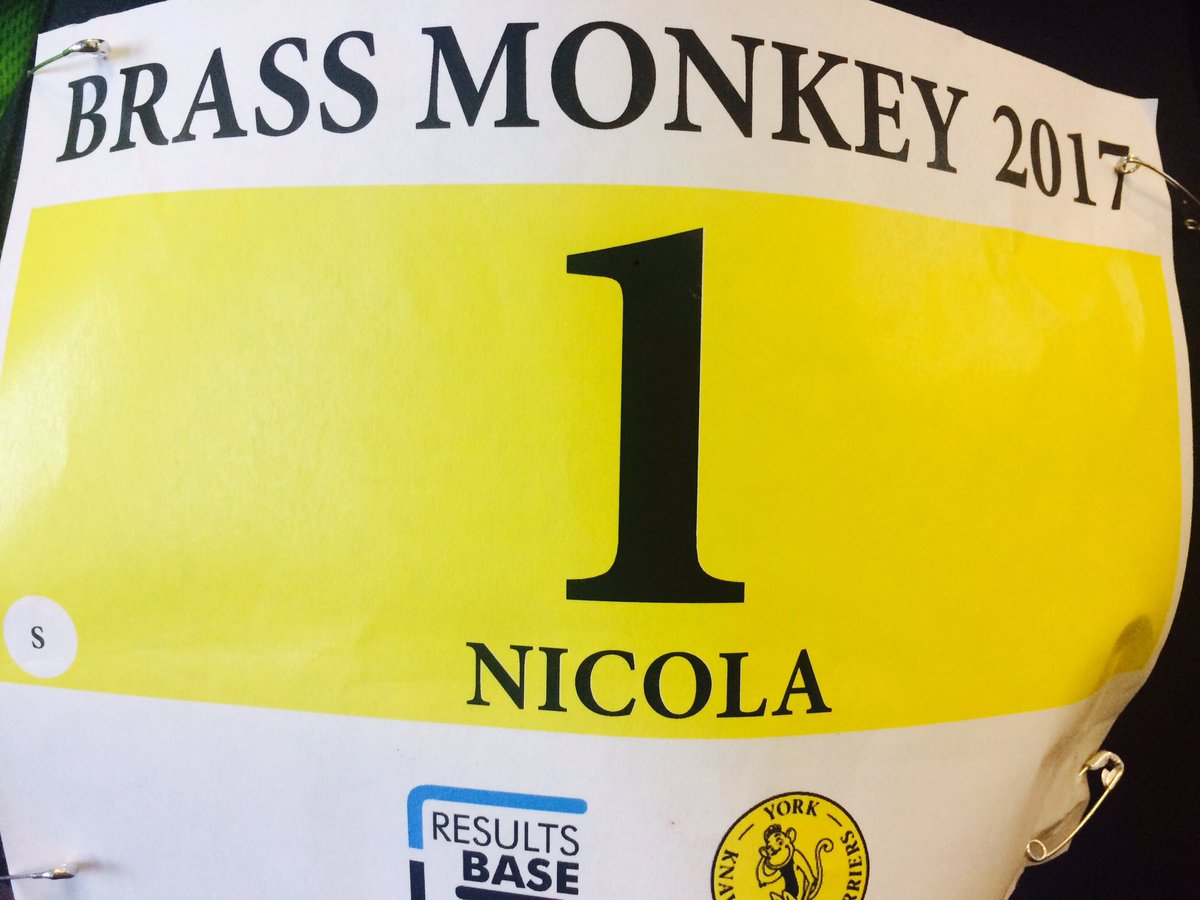 BRASS MONKEY 2017
1
NICOLA
S
RESULTS
BASE
YORK